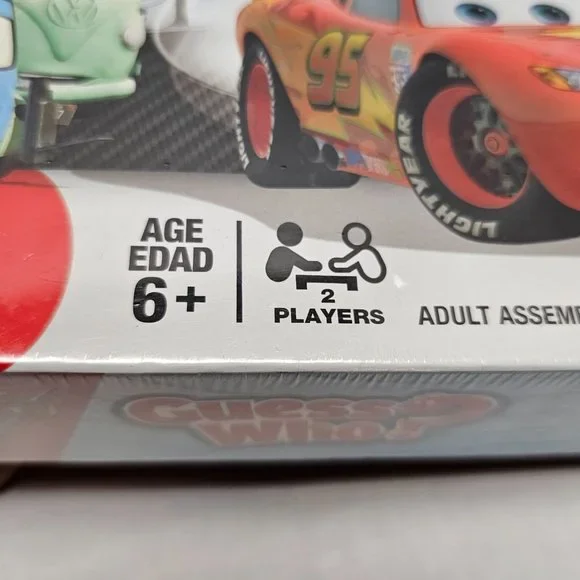 95
LIGHTYEAR
AGE
EDAD
6+
2
PLAYERS
ADULT ASSEM
Guess
Who?